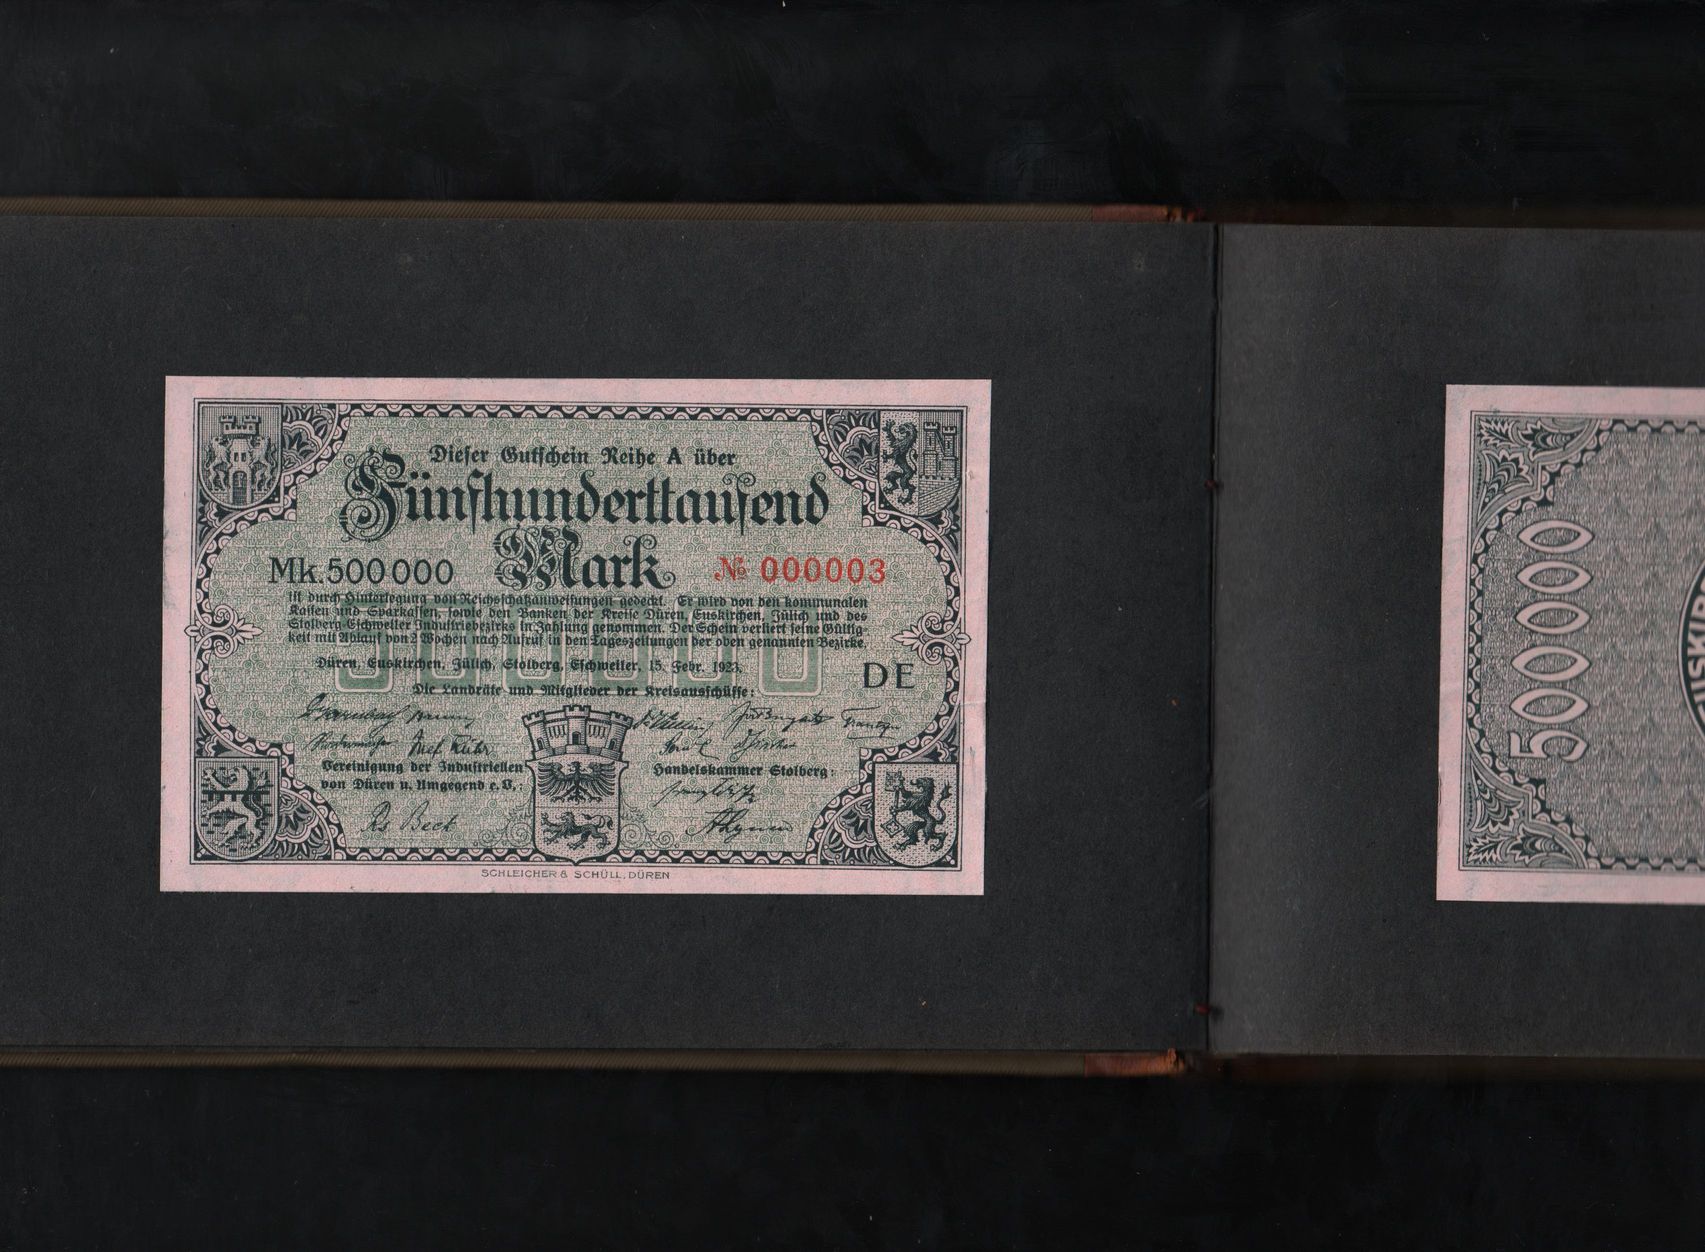 Dieser Gutschein Reihe A über
Fünfhunderttausend
Mark
Mk. 500000
№ 000003
ist durch Hinterlegung von Reichsschatzanweisungen gedeckt. Er wird von den kommunalen
Kassen und Sparkassen, sowie den Banken der Kreise Düren, Euskirchen, Jülich und des
Stolberg-Eschweiler Industriebezirks in Zahlung genommen. Der Schein verliert seine Gültig-
keit mit Ablauf von 2 Wochen nach Aufruf in den Tageszeitungen der oben genannten Bezirke.
Düren, Euskirchen, Jülich, Stolberg, Eschweiler, 15. Febr. 1923.
DE
Die Landräte und Mitglieder der Kreisausschüsse:
Vereinigung der Industriellen
von Düren u. Umgegend e.V.:
Handelskammer Stolberg:
SCHLEICHER & SCHÜLL, DÜREN
500000